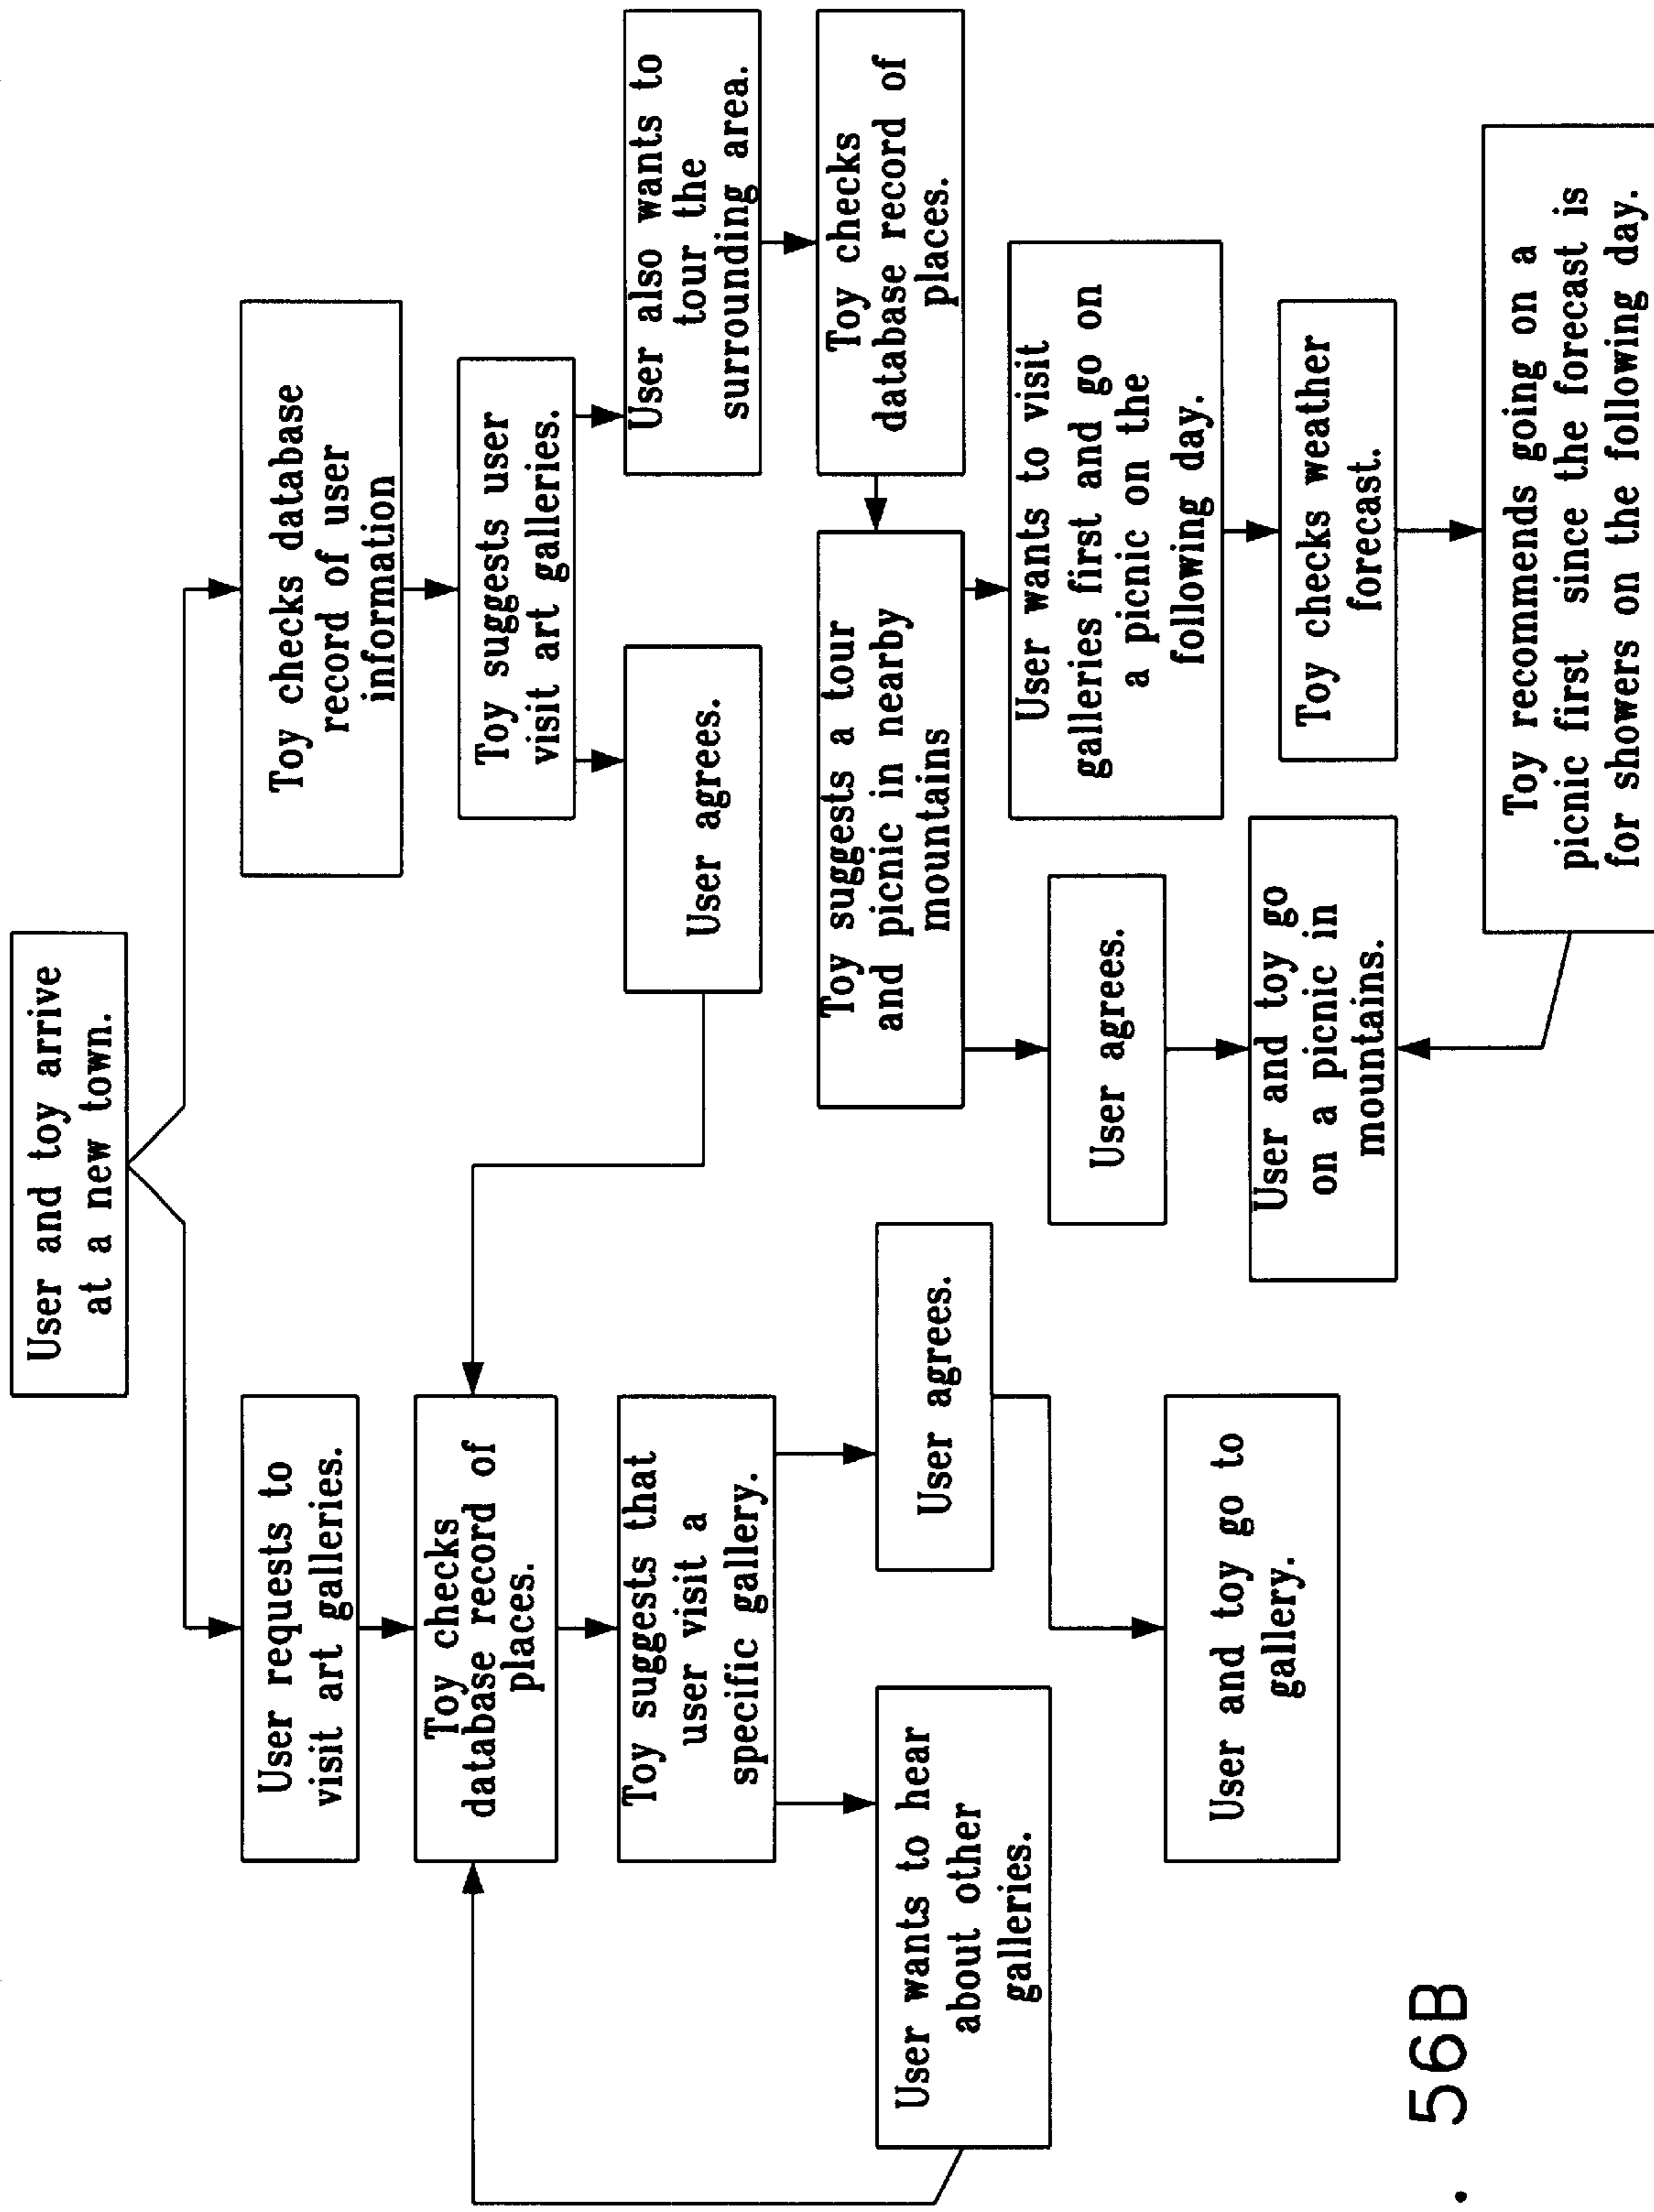 User and toy arrive
at a new town.
User requests to
visit art galleries.
Toy checks
database record of
places.
Toy suggests that
user visit a
specific gallery.
User wants to hear
about other
galleries.
User agrees.
User and toy go to
gallery.
Toy checks database
record of user
information
Toy suggests user
visit art galleries.
User agrees.
User also wants to
tour the
surrounding area.
Toy checks
database record of
places.
Toy suggests a tour
and picnic in nearby
mountains
User agrees.
User and toy go
on a picnic in
mountains.
User wants to visit
galleries first and go on
a picnic on the
following day.
Toy checks weather
forecast.
Toy recommends going on a
picnic first since the forecast is
for showers on the following day.
. 56B